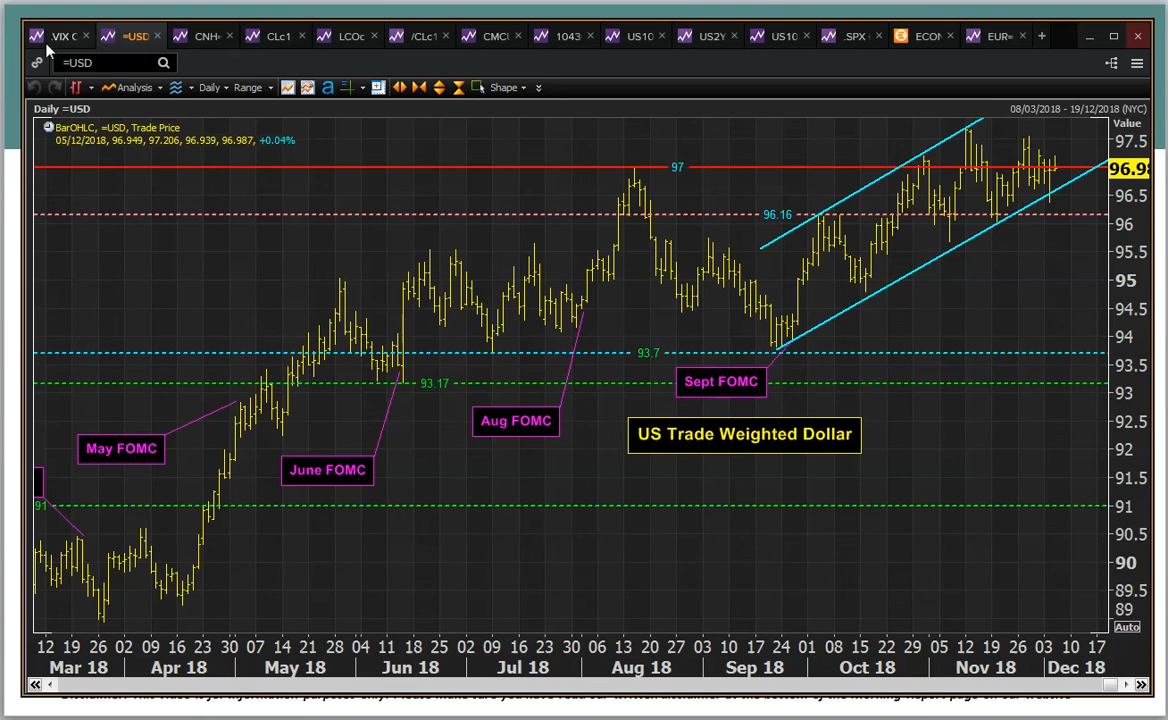 .VIX C
=USD
CNH=
CLc1
LCOc
/CLc1
CMCU
1043
US10
US2Y
US10
.SPX
ECON
EUR=
=USD
Analysis
Daily
Range
a
Shape
Daily =USD
08/03/2018 - 19/12/2018 (NYC)
BarOHLC, =USD, Trade Price
05/12/2018, 96.949, 97.206, 96.939, 96.987, +0.04%
Value
97.5
97
96.98
96.5
96.16
96
95.5
95
94.5
94
93.7
93.5
93.17
93
Sept FOMC
92.5
Aug FOMC
US Trade Weighted Dollar
May FOMC
92
June FOMC
91.5
91
91
90.5
90
89.5
89
Auto
12 19 26 02 09 16 23 30 07 14 21 28 04 11 18 25 02 09 16 23 30 06 13 20 27 03 10 17 24 01 08 15 22 29 05 12 19 26 03 10 17
Mar 18 Apr 18 May 18 Jun 18 Jul 18 Aug 18 Sep 18 Oct 18 Nov 18 Dec 18